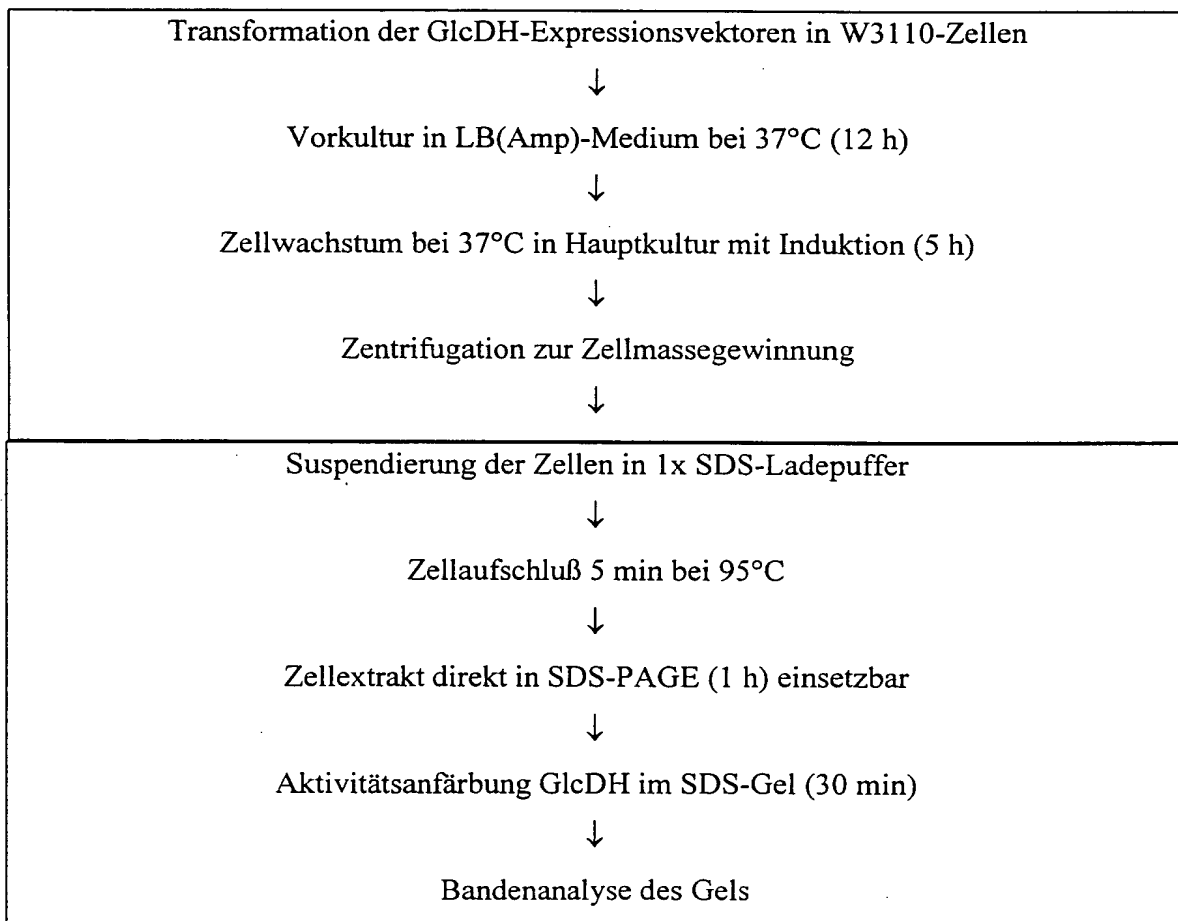 Transformation der GlcDH-Expressionsvektoren in W3110-Zellen
↓
Vorkultur in LB(Amp)-Medium bei 37°C (12 h)
↓
Zellwachstum bei 37°C in Hauptkultur mit Induktion (5 h)
↓
Zentrifugation zur Zellmassegewinnung
↓
Suspendierung der Zellen in 1x SDS-Ladepuffer
↓
Zellaufschluß 5 min bei 95°C
↓
Zellextrakt direkt in SDS-PAGE (1 h) einsetzbar
↓
Aktivitätsanfärbung GlcDH im SDS-Gel (30 min)
↓
Bandenanalyse des Gels